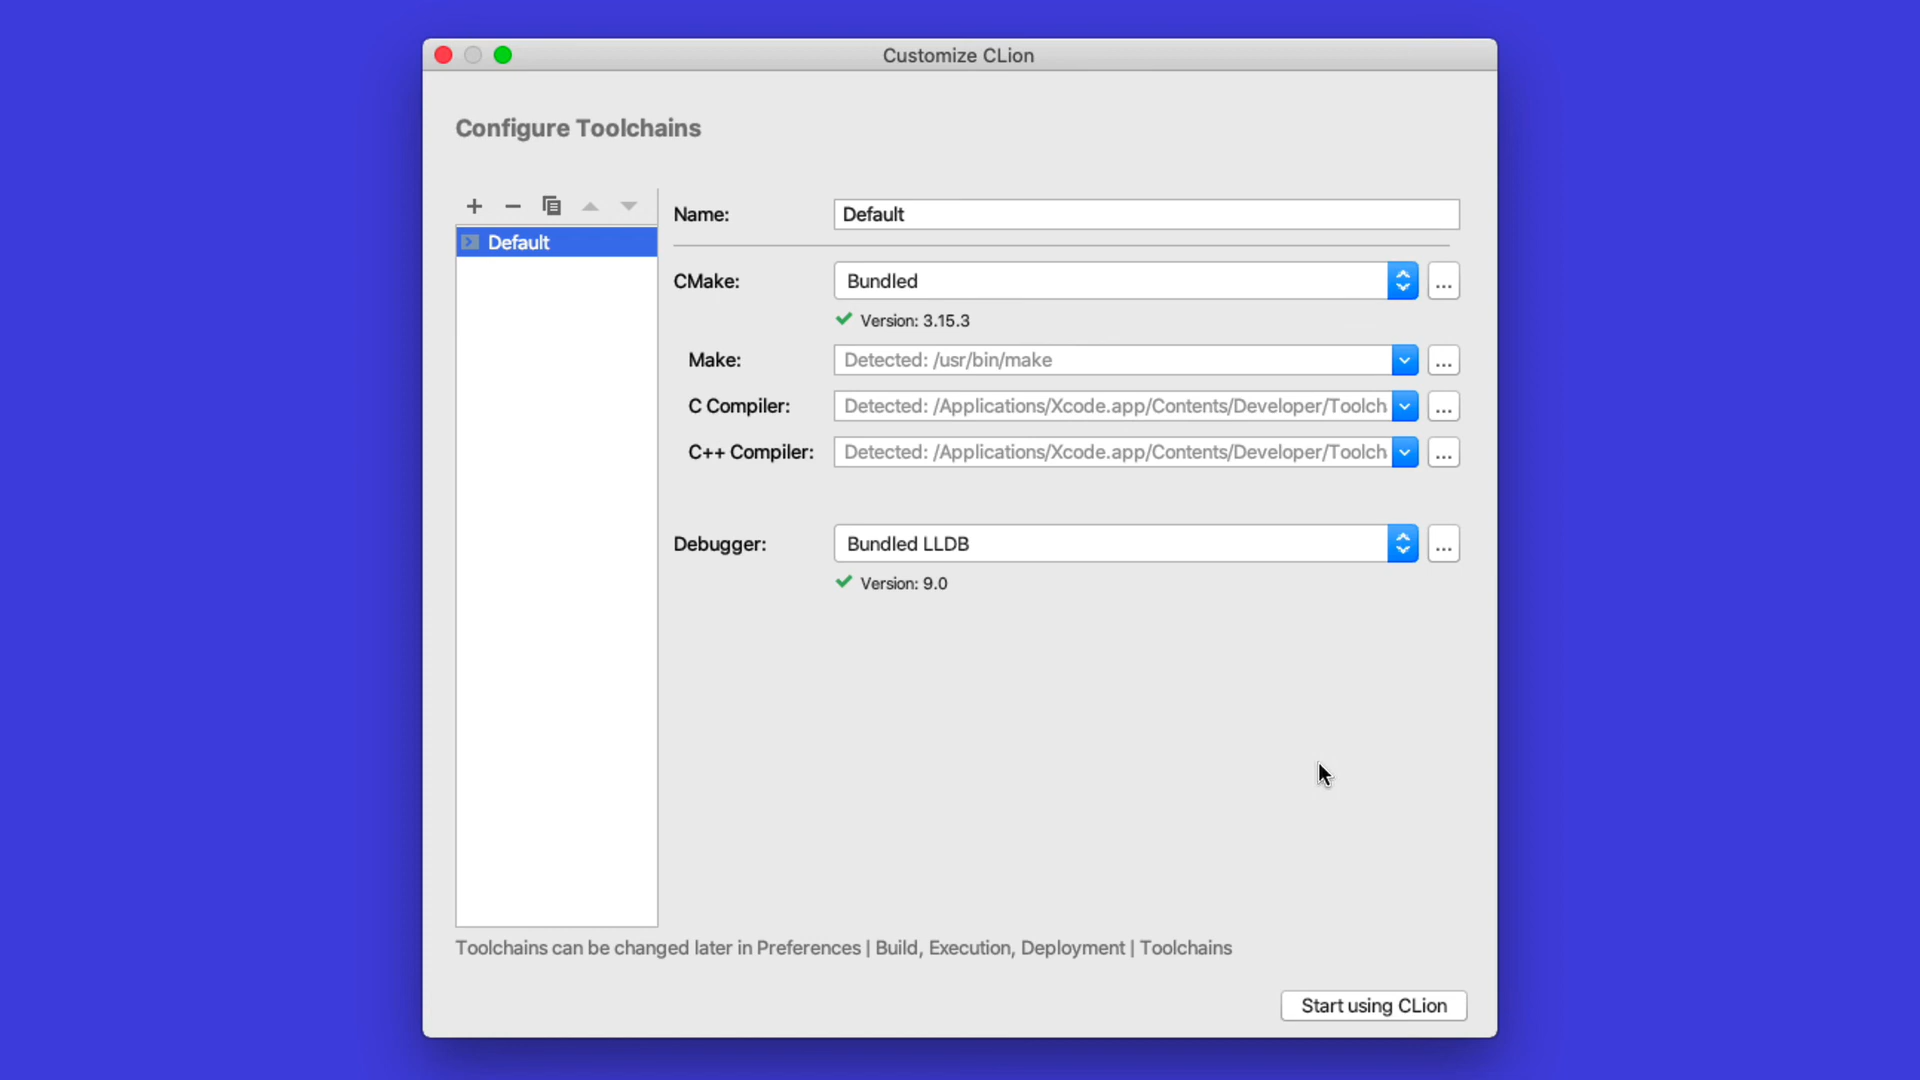 Customize CLion
Configure Toolchains
Default
Name: Default
CMake: Bundled ...
Version: 3.15.3
Make: Detected: /usr/bin/make ...
C Compiler: Detected: /Applications/Xcode.app/Contents/Developer/Toolch ...
C++ Compiler: Detected: /Applications/Xcode.app/Contents/Developer/Toolch ...
Debugger: Bundled LLDB ...
Version: 9.0
Toolchains can be changed later in Preferences | Build, Execution, Deployment | Toolchains
Start using CLion